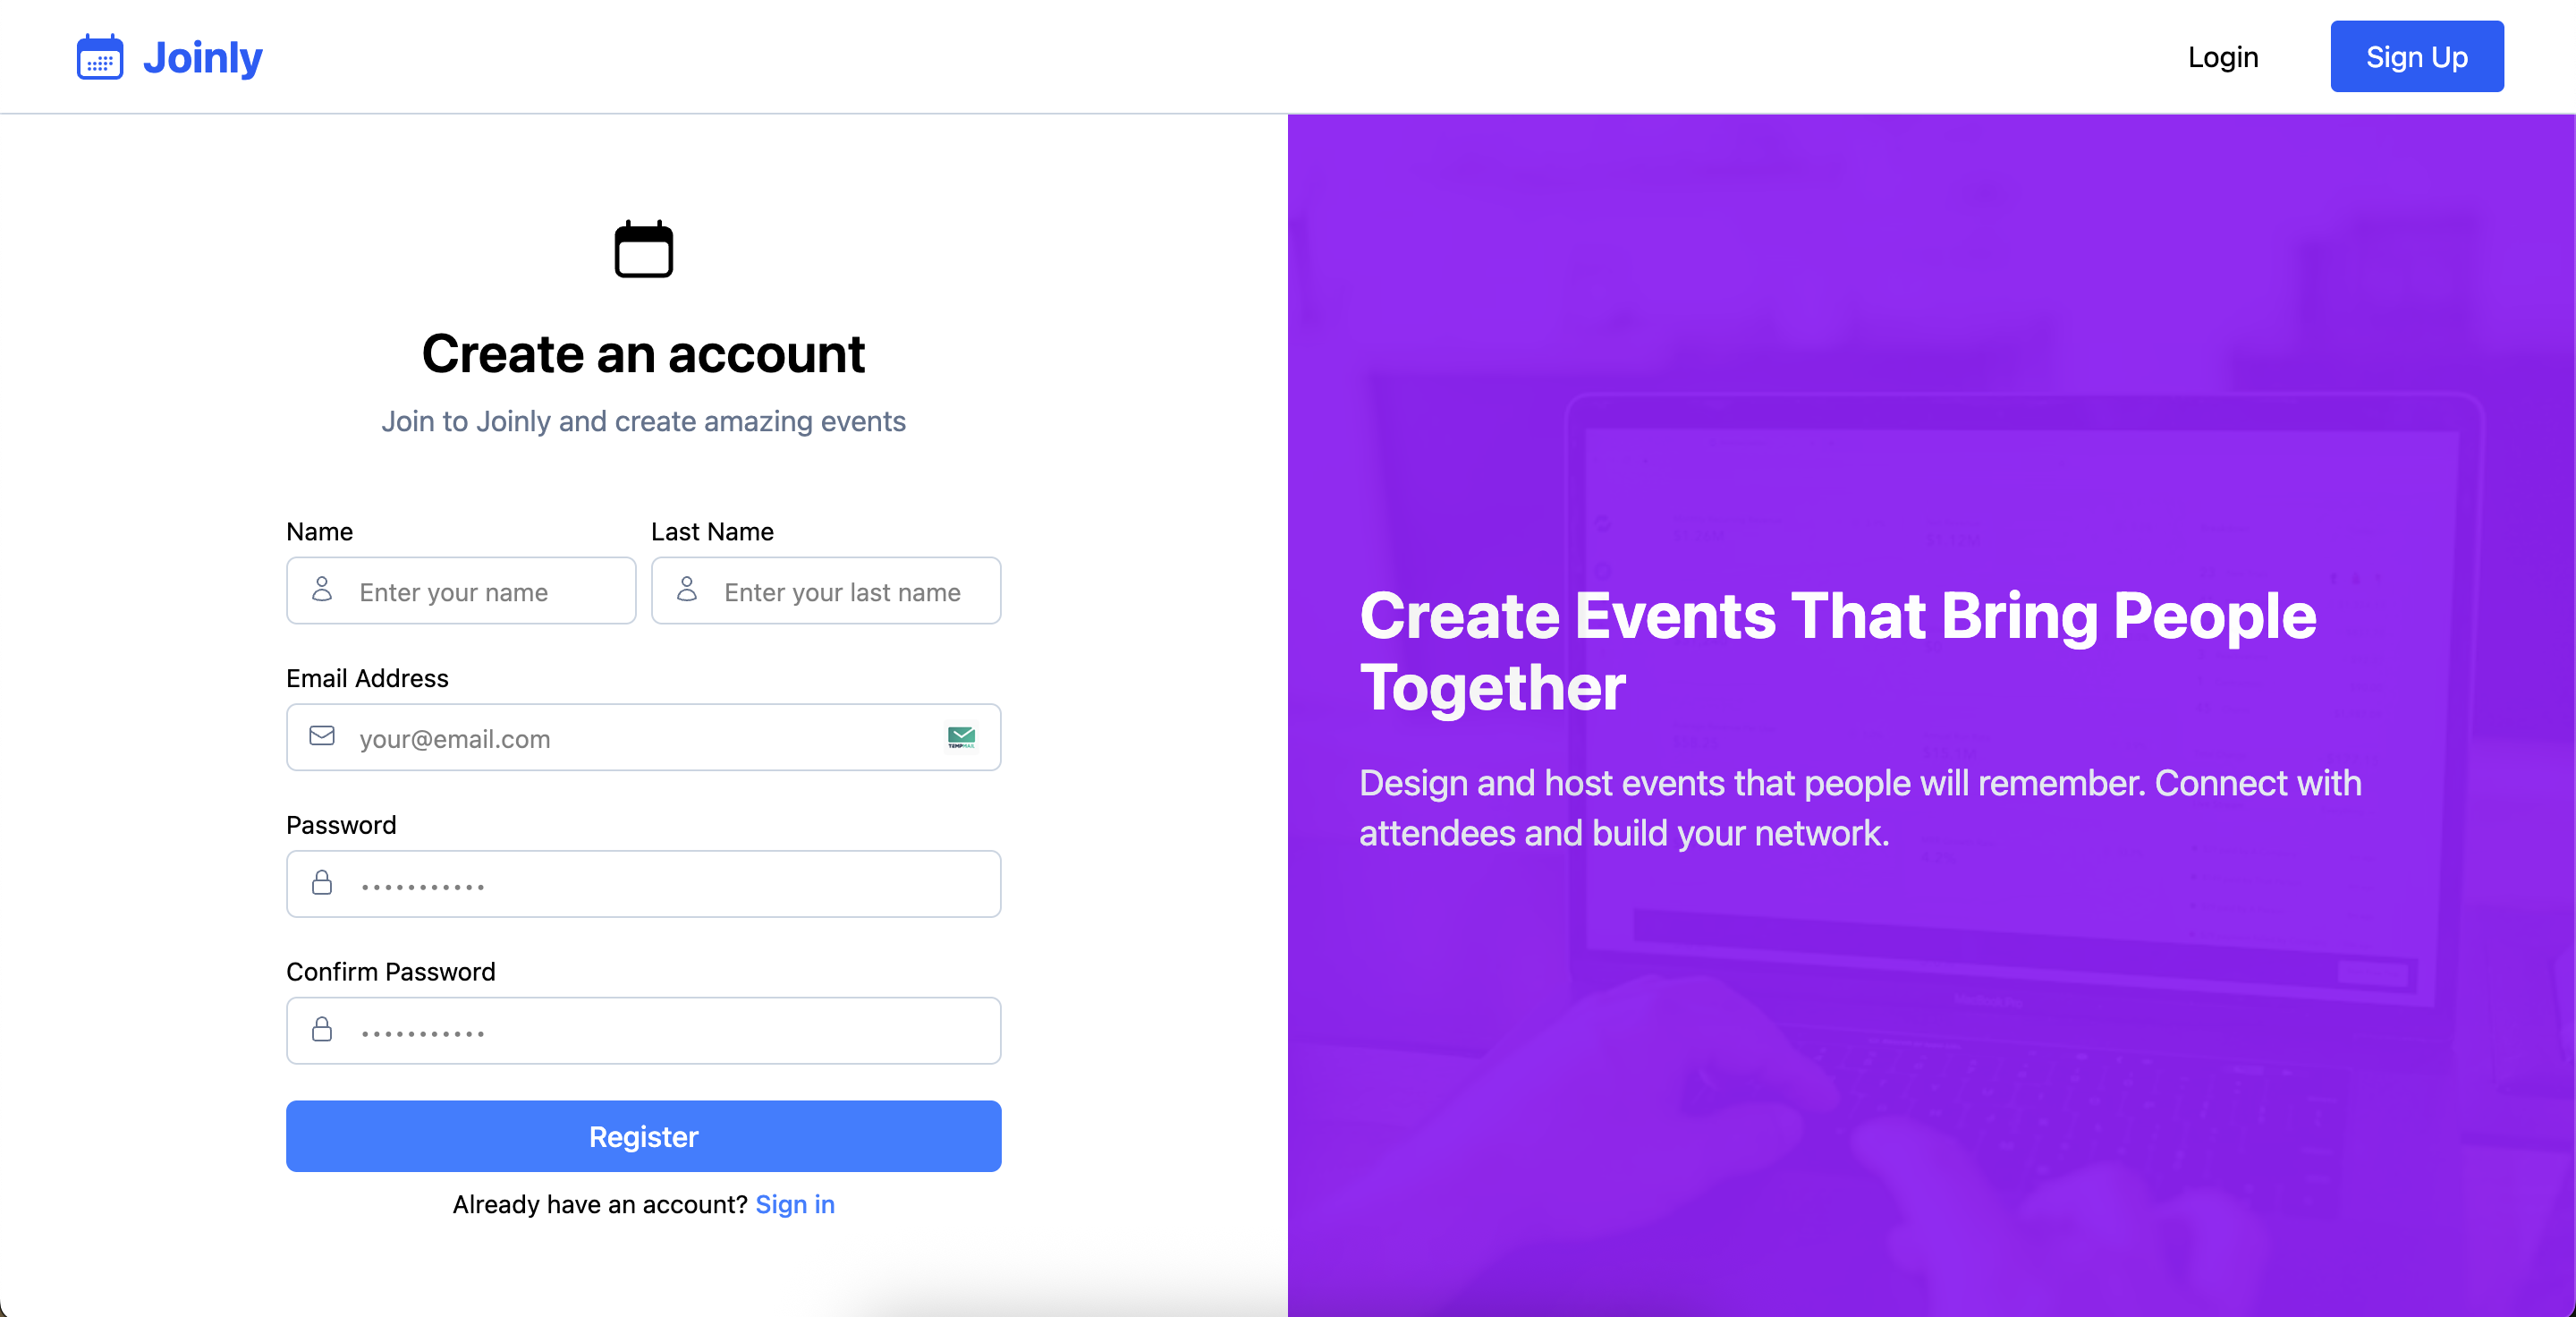 Joinly
Login
Sign Up
Create an account
Join to Joinly and create amazing events
Name
Last Name
Enter your name
Enter your last name
Email Address
your@email.com
TEMPMAIL
Password
Confirm Password
Register
Already have an account? Sign in
Create Events That Bring People
Together
Design and host events that people will remember. Connect with
attendees and build your network.